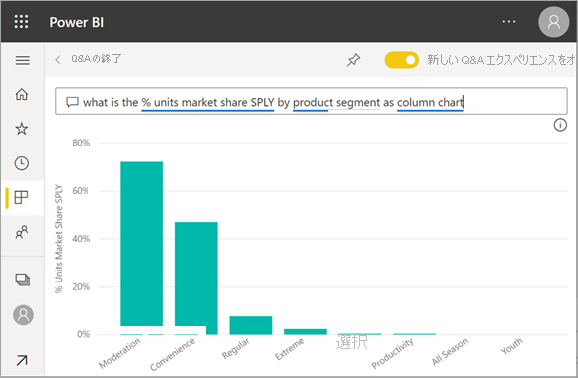 Power BI
Q&Aの終了
新しい Q&A エクスペリエンスをオ
what is the % units market share SPLY by product segment as column chart
% Units Market Share SPLY
80%
60%
40%
20%
0%
Moderation
Convenience
Regular
Extreme
選択
Productivity
All Season
Youth